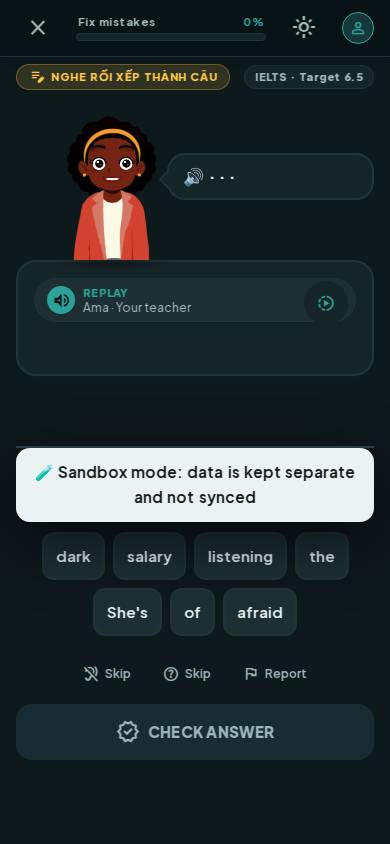 Fix mistakes 0%
NGHE RỒI XẾP THÀNH CÂU
IELTS · Target 6.5
🔊 · · ·
REPLAY
Ama · Your teacher
🧪 Sandbox mode: data is kept separate
and not synced
dark salary listening the
She's of afraid
Skip Skip Report
CHECK ANSWER